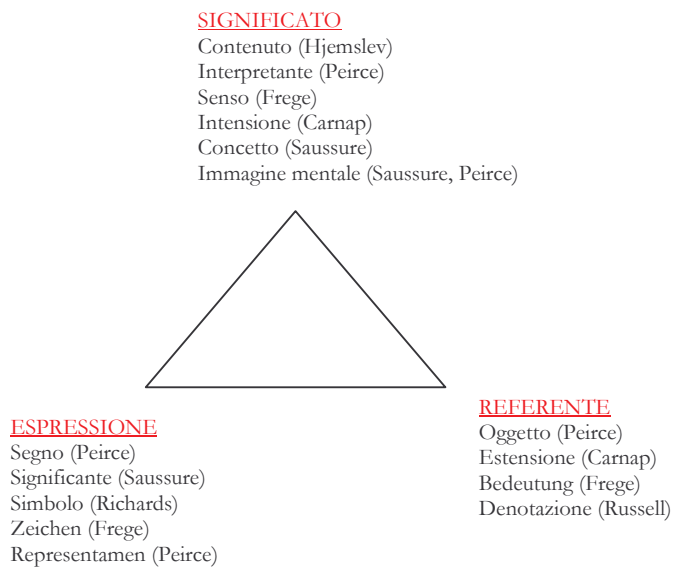 SIGNIFICATO
Contenuto (Hjemslev)
Interpretante (Peirce)
Senso (Frege)
Intensione (Carnap)
Concetto (Saussure)
Immagine mentale (Saussure, Peirce)
ESPRESSIONE
Segno (Peirce)
Significante (Saussure)
Simbolo (Richards)
Zeichen (Frege)
Representamen (Peirce)
REFERENTE
Oggetto (Peirce)
Estensione (Carnap)
Bedeutung (Frege)
Denotazione (Russell)